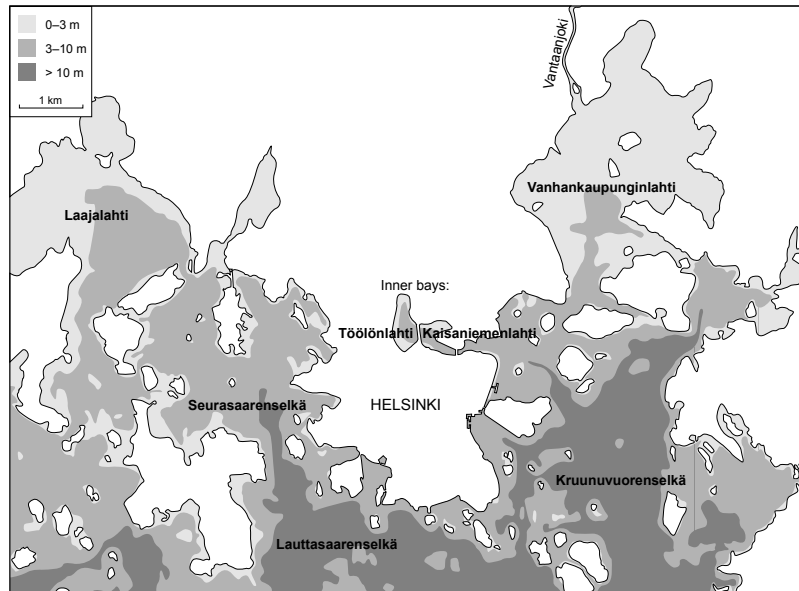 0–3 m
3–10 m
> 10 m
1 km
Vantaanjoki
Vanhankaupunginlahti
Laajalahti
Inner bays:
Töölönlahti Kaisaniemenlahti
Seurasaarenselkä
HELSINKI
Kruunuvuorenselkä
Lauttasaarenselkä